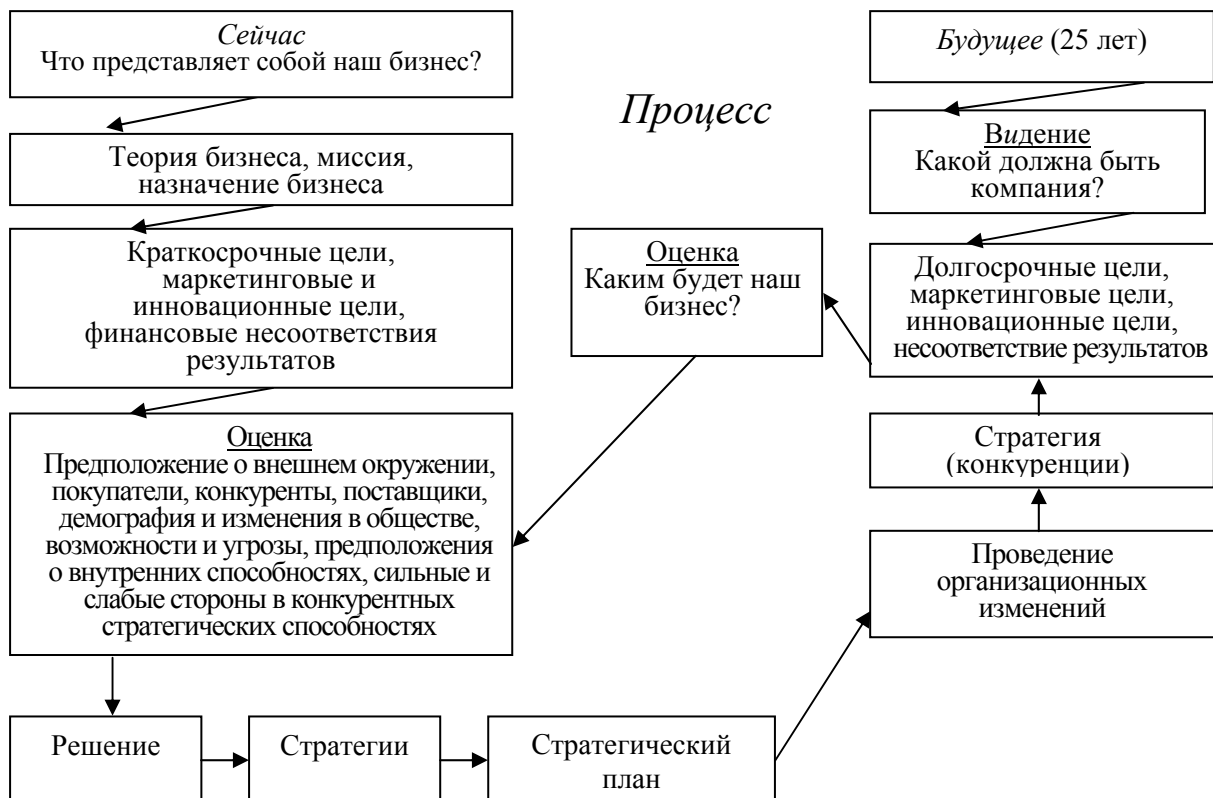 Сейчас
Что представляет собой наш бизнес?
Теория бизнеса, миссия,
назначение бизнеса
Краткосрочные цели,
маркетинговые и
инновационные цели,
финансовые несоответствия
результатов
Оценка
Предположение о внешнем окружении,
покупатели, конкуренты, поставщики,
демография и изменения в обществе,
возможности и угрозы, предположения
о внутренних способностях, сильные и
слабые стороны в конкурентных
стратегических способностях
Решение
Стратегии
Стратегический
план
Процесс
Оценка
Каким будет наш
бизнес?
Будущее (25 лет)
Видение
Какой должна быть
компания?
Долгосрочные цели,
маркетинговые цели,
инновационные цели,
несоответствие результатов
Стратегия
(конкуренции)
Проведение
организационных
изменений